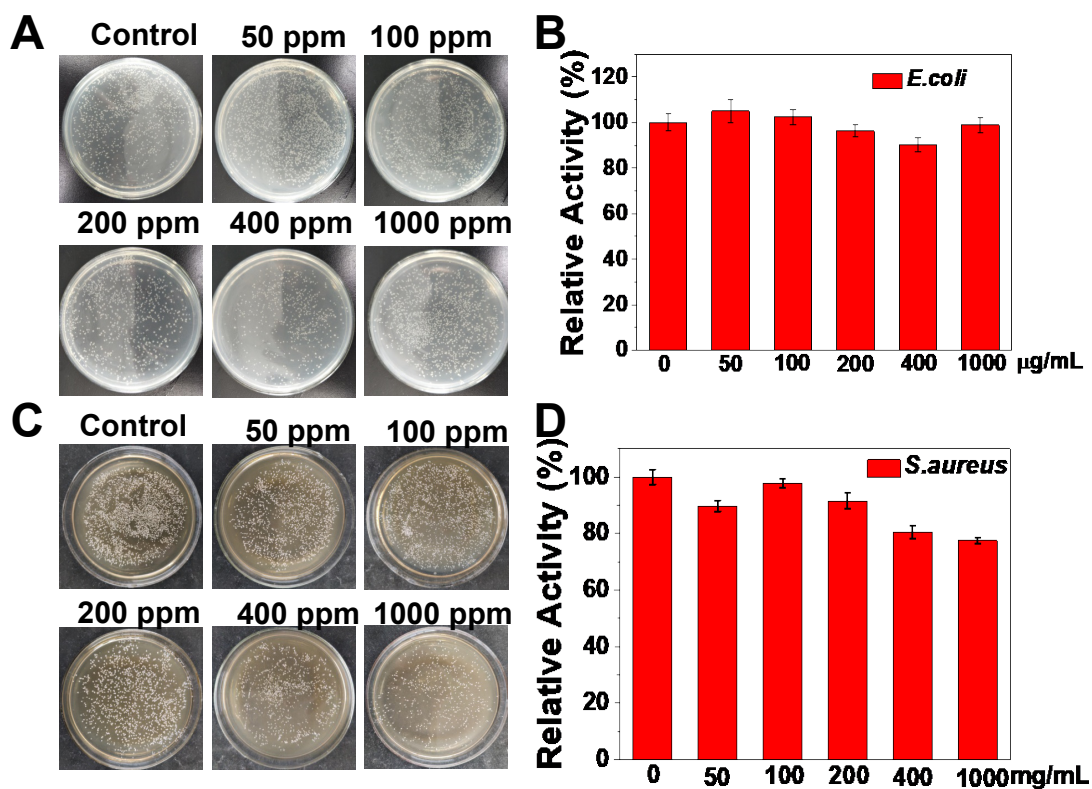 A
Control 50 ppm 100 ppm
200 ppm 400 ppm 1000 ppm
B
Relative Activity (%)
120
100
80
60
40
20
0
E.coli
0 50 100 200 400 1000 μg/mL
C
Control 50 ppm 100 ppm
200 ppm 400 ppm 1000 ppm
D
Relative Activity (%)
100
80
60
40
20
0
S.aureus
0 50 100 200 400 1000 mg/mL